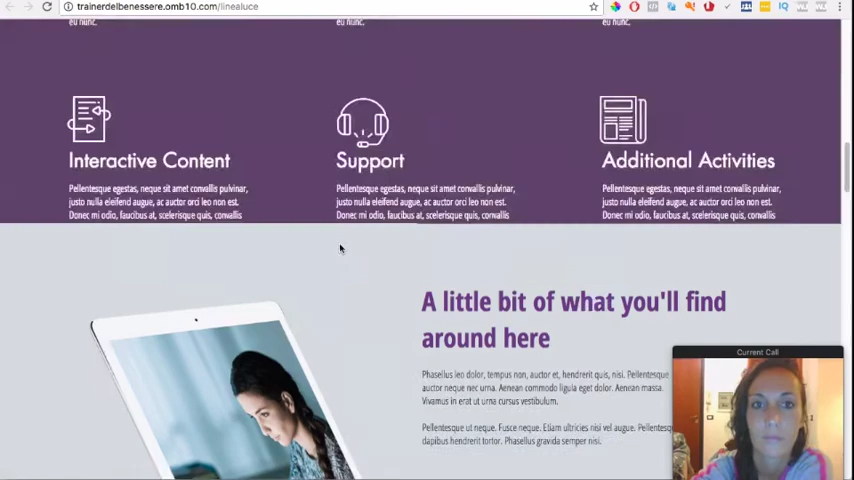 trainerdelbenessere.omb10.com/linealuce
eu nunc.
eu nunc.
eu nunc.
Interactive Content
Support
Additional Activities
Pellentesque egestas, neque sit amet convallis pulvinar,
justo nulla eleifend augue, ac auctor orci leo non est.
Donec mi odio, faucibus at, scelerisque quis, convallis
Pellentesque egestas, neque sit amet convallis pulvinar,
justo nulla eleifend augue, ac auctor orci leo non est.
Donec mi odio, faucibus at, scelerisque quis, convallis
Pellentesque egestas, neque sit amet convallis pulvinar,
justo nulla eleifend augue, ac auctor orci leo non est.
Donec mi odio, faucibus at, scelerisque quis, convallis
A little bit of what you'll find
around here
Phasellus leo dolor, tempus non, auctor et, hendrerit quis, nisi. Pellentesque
auctor neque nec urna. Aenean commodo ligula eget dolor. Aenean massa.
Vivamus in erat ut urna cursus vestibulum.
Pellentesque ut neque. Fusce neque. Etiam ultricies nisi vel augue. Pellentesq
dapibus hendrerit tortor. Phasellus gravida semper nisi.
Current Call